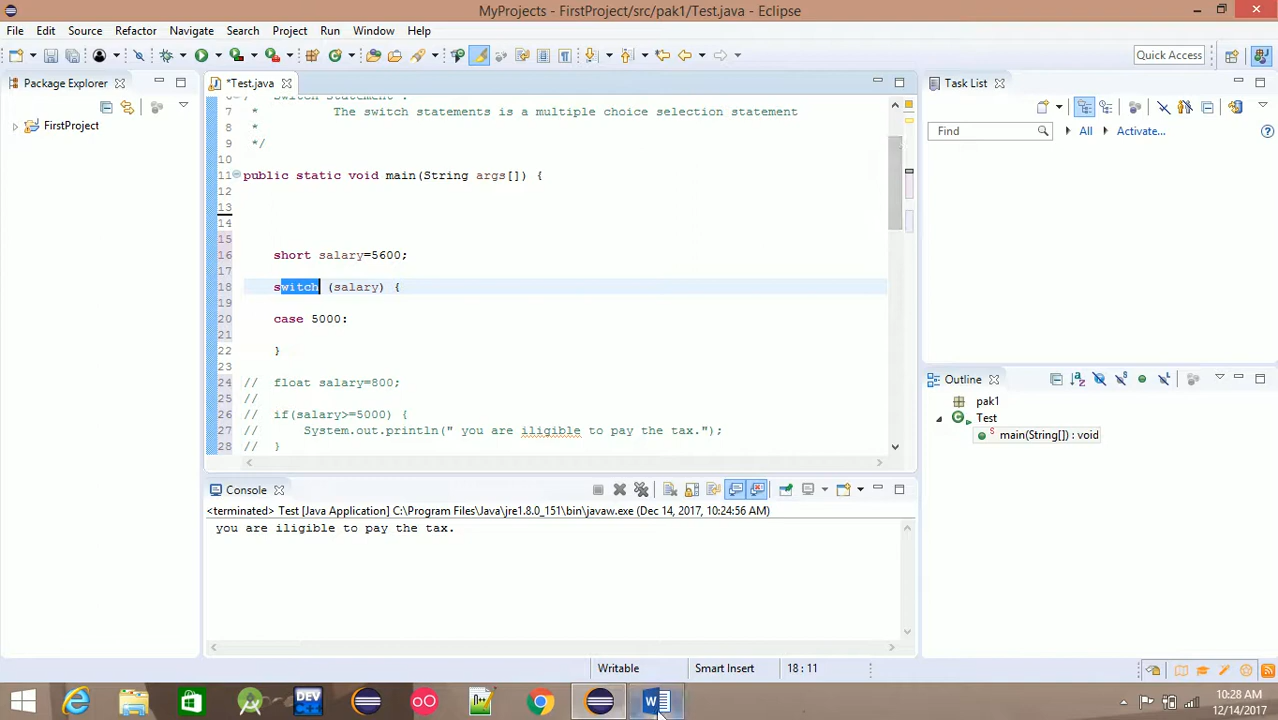 MyProjects - FirstProject/src/pak1/Test.java - Eclipse
File Edit Source Refactor Navigate Search Project Run Window Help
Quick Access
Package Explorer
FirstProject
*Test.java
7 * The switch statements is a multiple choice selection statement
8 *
9 */
10
11 public static void main(String args[]) {
12
13
14
15
16 short salary=5600;
17
18 switch (salary) {
19
20 case 5000:
21
22 }
23
24 // float salary=800;
25 //
26 // if(salary>=5000) {
27 // System.out.println(" you are iligible to pay the tax.");
28 // }
Task List
Find All Activate...
Outline
pak1
Test
S main(String[]) : void
Console
<terminated> Test [Java Application] C:\Program Files\Java\jre1.8.0_151\bin\javaw.exe (Dec 14, 2017, 10:24:56 AM)
you are iligible to pay the tax.
Writable Smart Insert 18 : 11
DEV
10:28 AM
12/14/2017